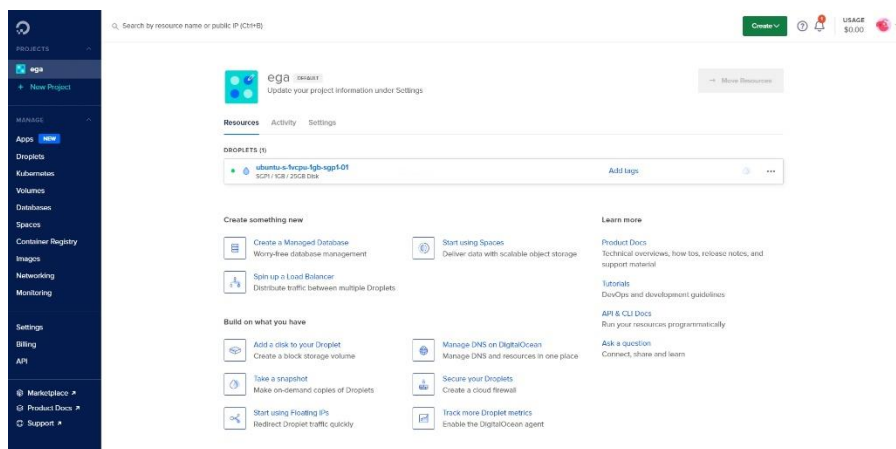 Search by resource name or public IP (Ctrl+B)
Create
USAGE
$0.00
PROJECTS
ega
+ New Project
MANAGE
Apps NEW
Droplets
Kubernetes
Volumes
Databases
Spaces
Container Registry
Images
Networking
Monitoring
Settings
Billing
API
Marketplace ↗
Product Docs ↗
Support ↗
ega DEFAULT
Update your project information under Settings
→ Move Resources
Resources Activity Settings
DROPLETS (1)
ubuntu-s-1vcpu-1gb-sgp1-01
SGP1 / 1GB / 25GB Disk
Add tags
Create something new
Create a Managed Database
Worry-free database management
Start using Spaces
Deliver data with scalable object storage
Spin up a Load Balancer
Distribute traffic between multiple Droplets
Build on what you have
Add a disk to your Droplet
Create a block storage volume
Manage DNS on DigitalOcean
Manage DNS and resources in one place
Take a snapshot
Make on-demand copies of Droplets
Secure your Droplets
Create a cloud firewall
Start using Floating IPs
Redirect Droplet traffic quickly
Track more Droplet metrics
Enable the DigitalOcean agent
Learn more
Product Docs
Technical overviews, how tos, release notes, and
support material
Tutorials
DevOps and development guidelines
API & CLI Docs
Run your resources programmatically
Ask a question
Connect, share and learn